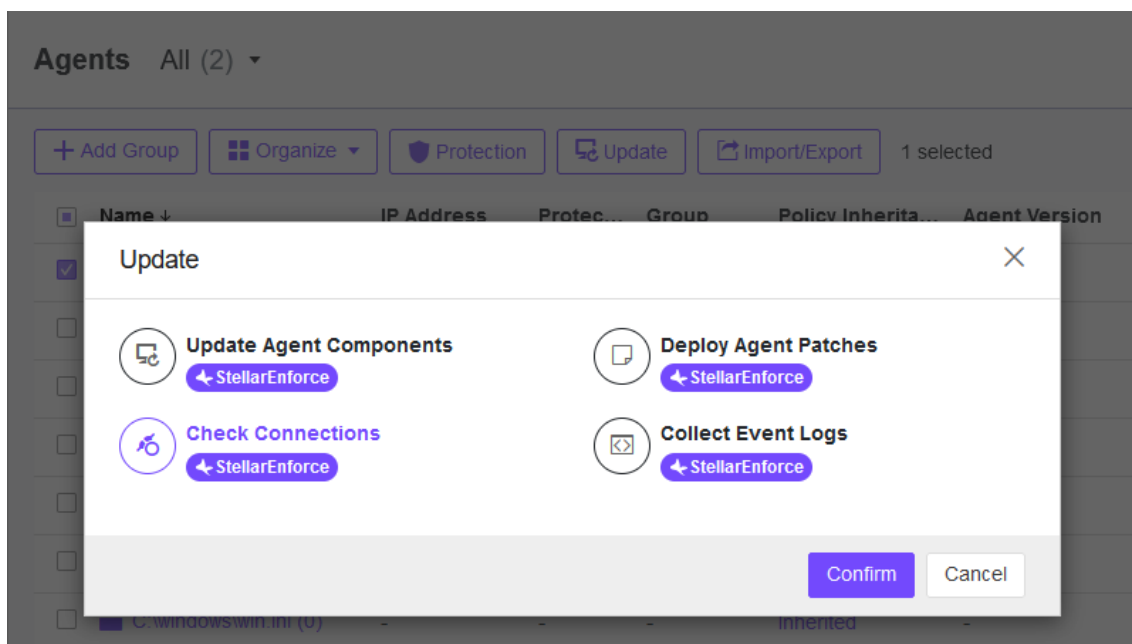 Agents All (2)
Add Group Organize Protection Update Import/Export 1 selected
Name IP Address Protec... Group Policy Inherita... Agent Version
Update
Update Agent Components
StellarEnforce
Deploy Agent Patches
StellarEnforce
Check Connections
StellarEnforce
Collect Event Logs
StellarEnforce
Confirm Cancel
C:\windows\win.ini (0) - - - Inherited -